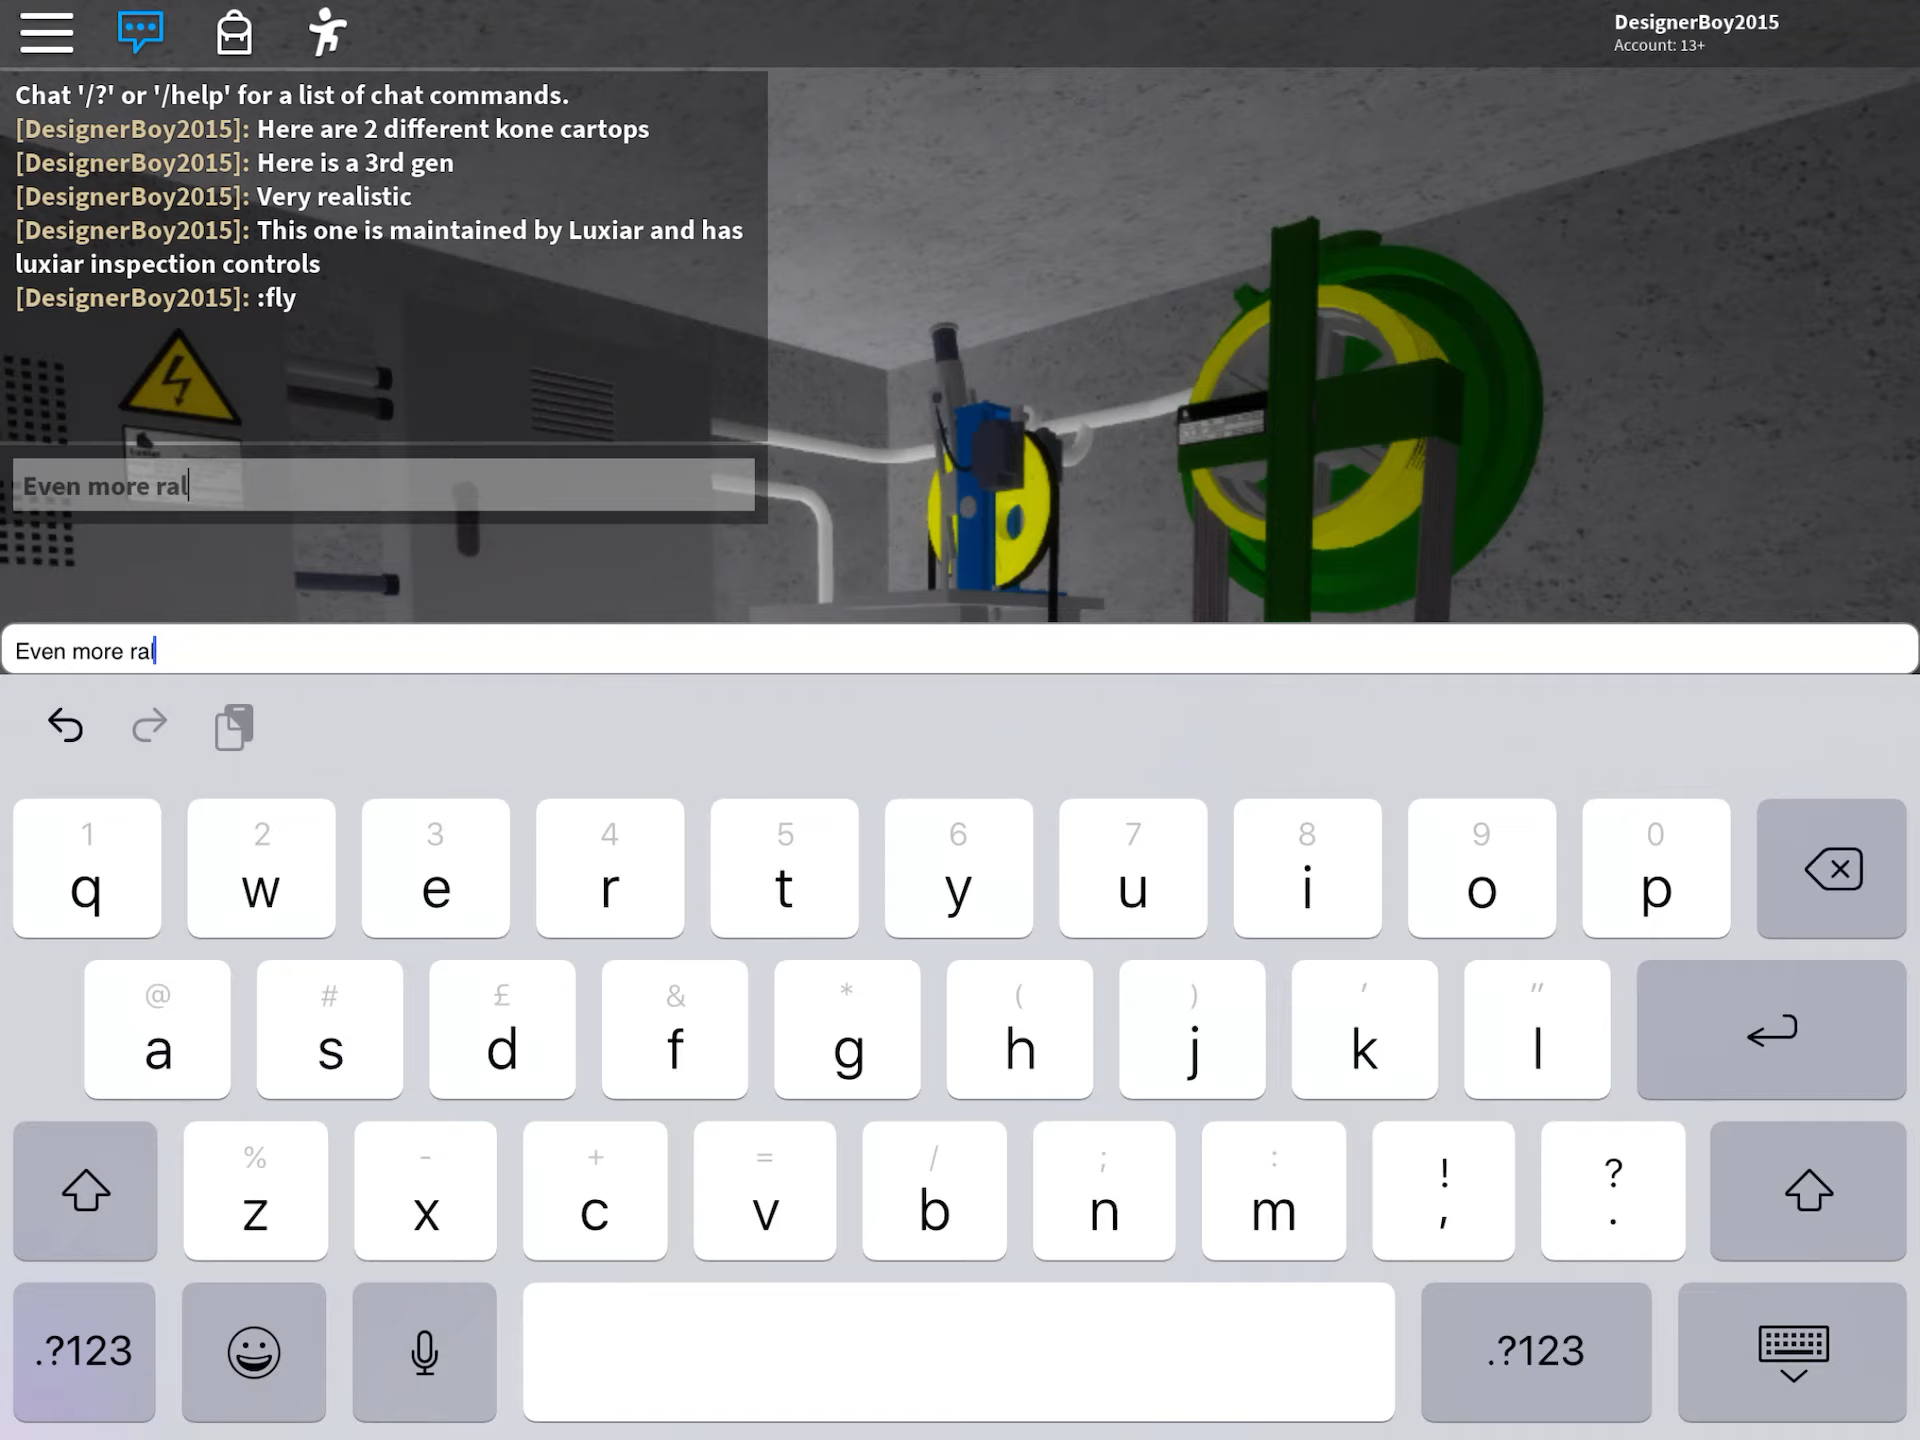 DesignerBoy2015
Account: 13+
Chat '/?' or '/help' for a list of chat commands.
[DesignerBoy2015]: Here are 2 different kone cartops
[DesignerBoy2015]: Here is a 3rd gen
[DesignerBoy2015]: Very realistic
[DesignerBoy2015]: This one is maintained by Luxiar and has
luxiar inspection controls
[DesignerBoy2015]: :fly
Even more ral
Even more ral
1 2 3 4 5 6 7 8 9 0
q w e r t y u i o p
@ # £ & * ( ) ' "
a s d f g h j k l
% - + = / ; : ! ?
z x c v b n m , .
.?123 .?123